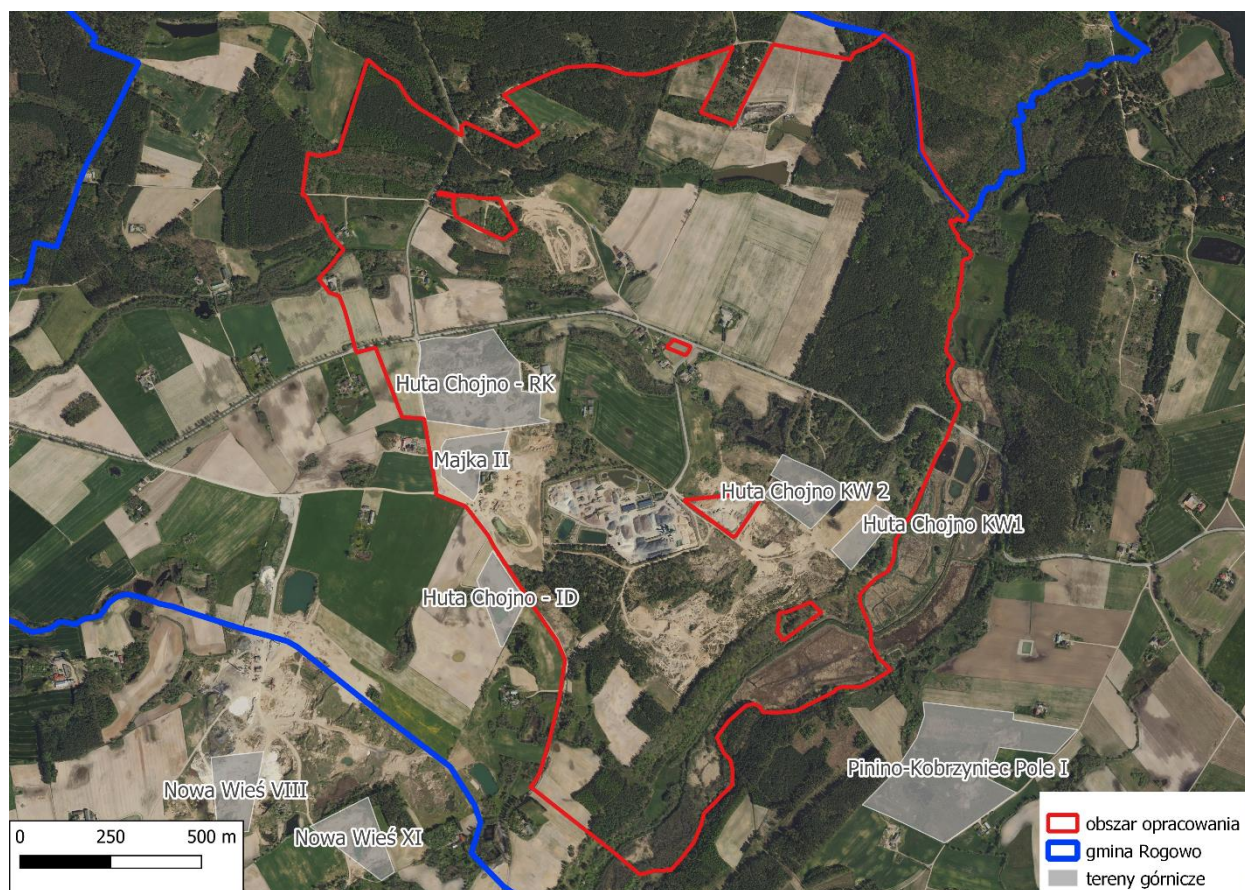 Huta Chojno - RK
Majka II
Huta Chojno KW 2
Huta Chojno KW1
Huta Chojno - ID
Pinino-Kobrzyniec Pole I
Nowa Wieś VIII
Nowa Wieś XI
0 250 500 m
obszar opracowania
gmina Rogowo
tereny górnicze